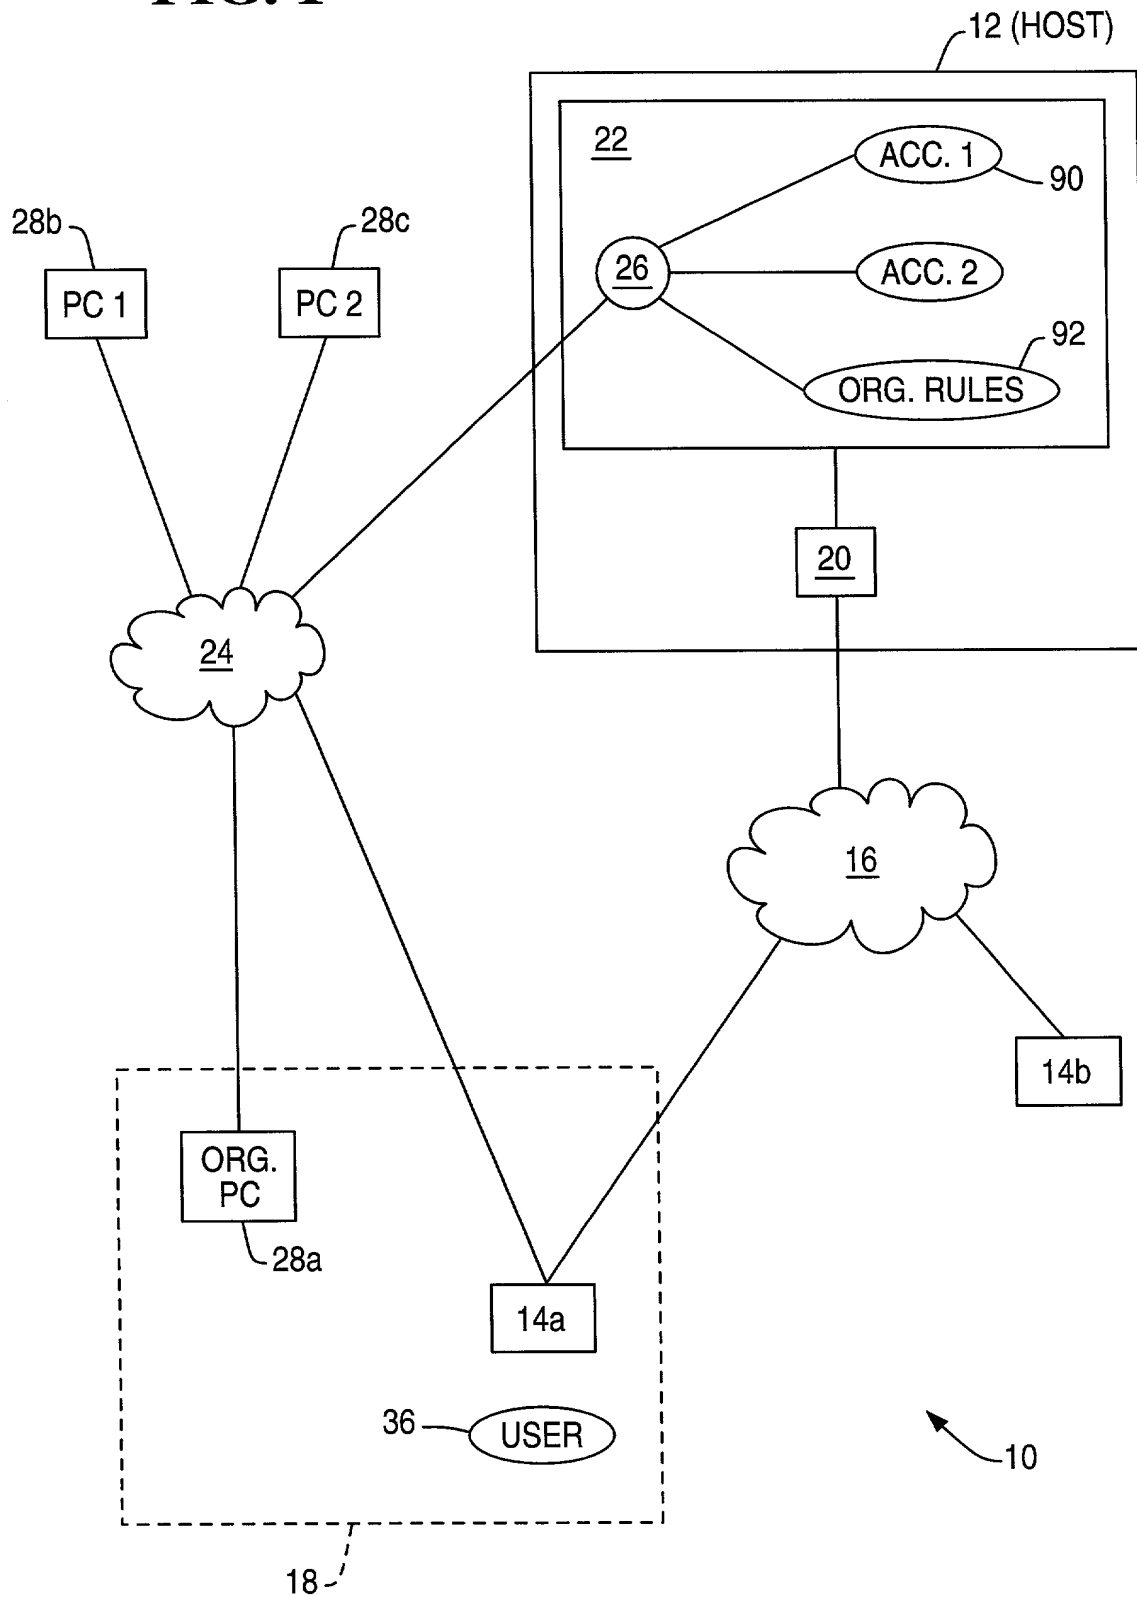 12 (HOST)
22
ACC. 1
90
28b
28c
26
ACC. 2
PC 1
PC 2
92
ORG. RULES
20
24
16
14b
ORG.
PC
28a
14a
36
USER
10
18